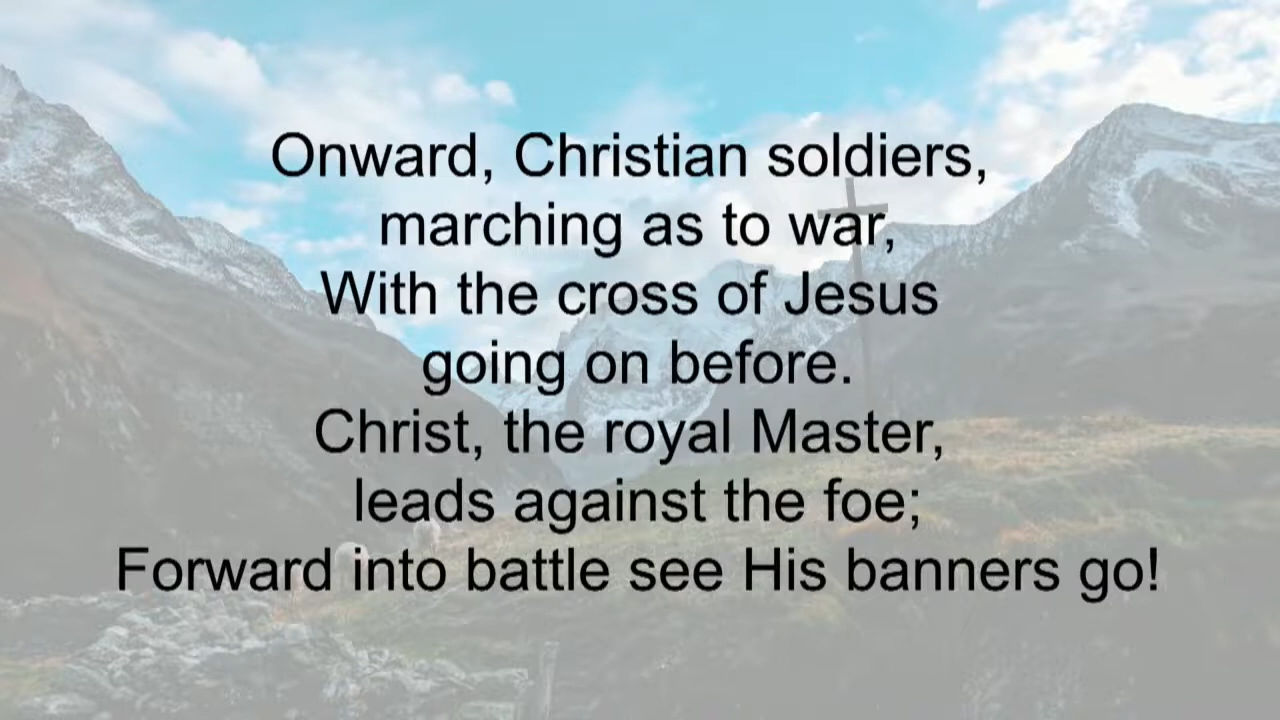 Onward, Christian soldiers,
marching as to war,
With the cross of Jesus
going on before.
Christ, the royal Master,
leads against the foe;
Forward into battle see His banners go!